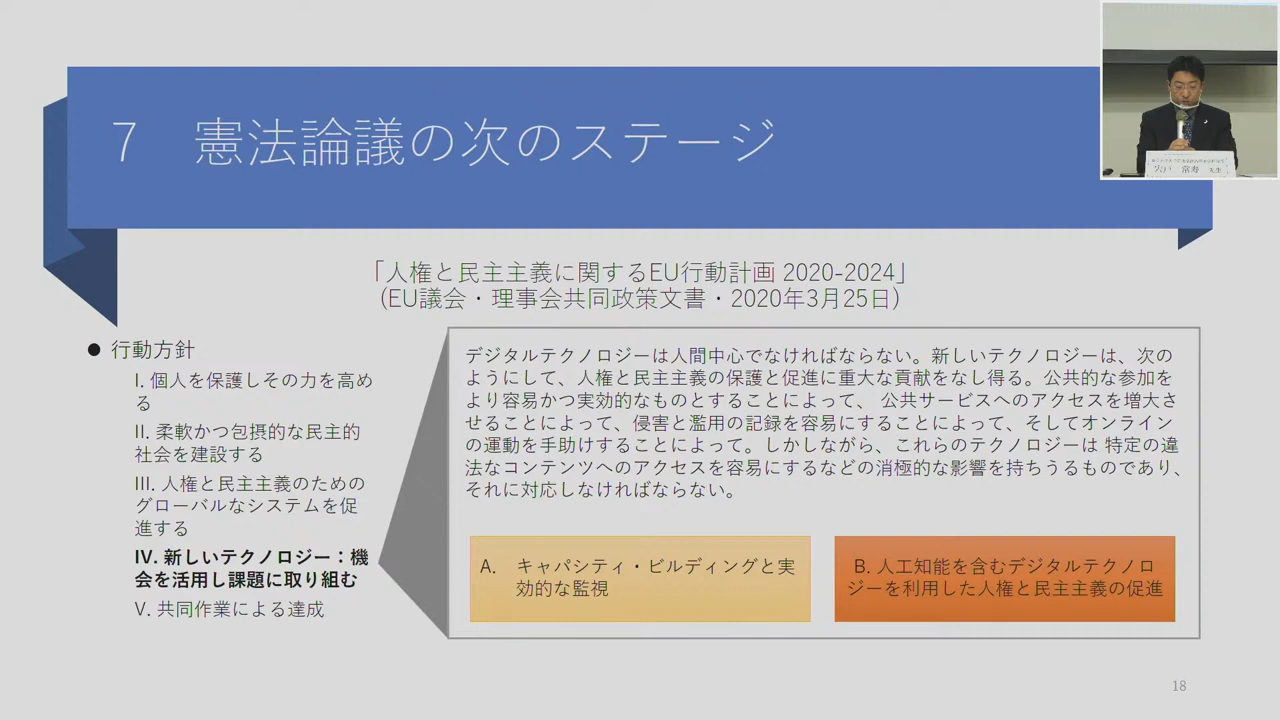 7 憲法論議の次のステージ
宍戸 常寿 先生
「人権と民主主義に関するEU行動計画 2020-2024」
(EU議会・理事会共同政策文書・2020年3月25日)
● 行動方針
I. 個人を保護しその力を高め
る
II. 柔軟かつ包摂的な民主的
社会を建設する
III. 人権と民主主義のための
グローバルなシステムを促
進する
IV. 新しいテクノロジー：機
会を活用し課題に取り組む
V. 共同作業による達成
デジタルテクノロジーは人間中心でなければならない。新しいテクノロジーは、次の
ようにして、人権と民主主義の保護と促進に重大な貢献をなし得る。公共的な参加を
より容易かつ実効的なものとすることによって、 公共サービスへのアクセスを増大さ
せることによって、侵害と濫用の記録を容易にすることによって、そしてオンライン
の運動を手助けすることによって。しかしながら、これらのテクノロジーは 特定の違
法なコンテンツへのアクセスを容易にするなどの消極的な影響を持ちうるものであり、
それに対応しなければならない。
A. キャパシティ・ビルディングと実
効的な監視
B. 人工知能を含むデジタルテクノロ
ジーを利用した人権と民主主義の促進
18